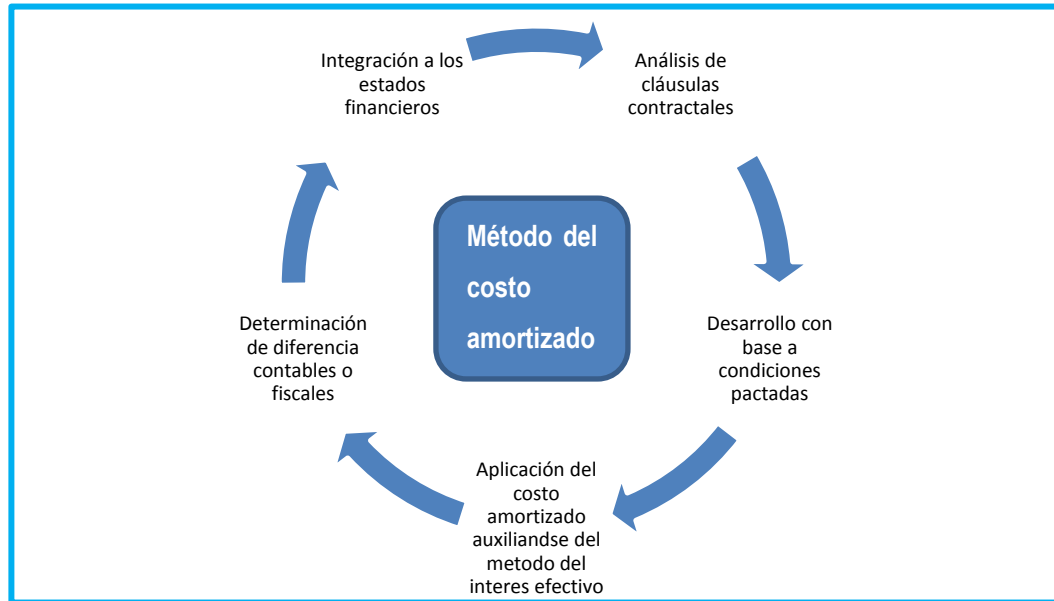 Integración a los
estados
financieros
Análisis de
cláusulas
contractales
Método del
costo
amortizado
Determinación
de diferencia
contables o
fiscales
Desarrollo con
base a
condiciones
pactadas
Aplicación del
costo
amortizado
auxiliandse del
metodo del
interes efectivo